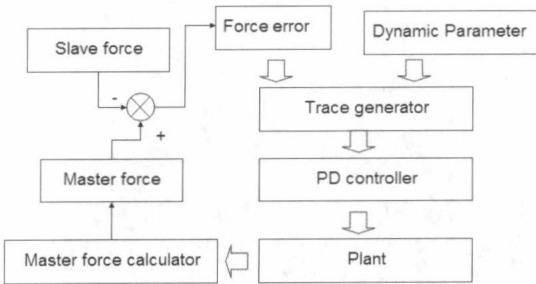 Force error
Dynamic Parameter
Slave force
-
+
Trace generator
Master force
PD controller
Master force calculator
Plant